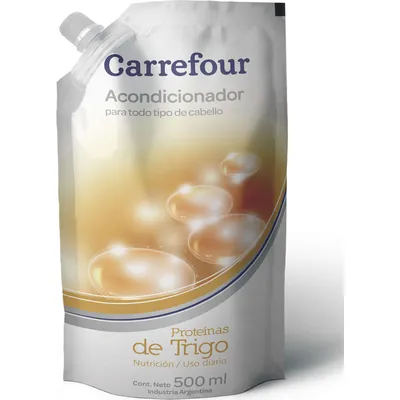 Carrefour
Acondicionador
para todo tipo de cabello
Proteínas
de Trigo
Nutrición / Uso diario
Cont. Neto 500 ml
Industria Argentina